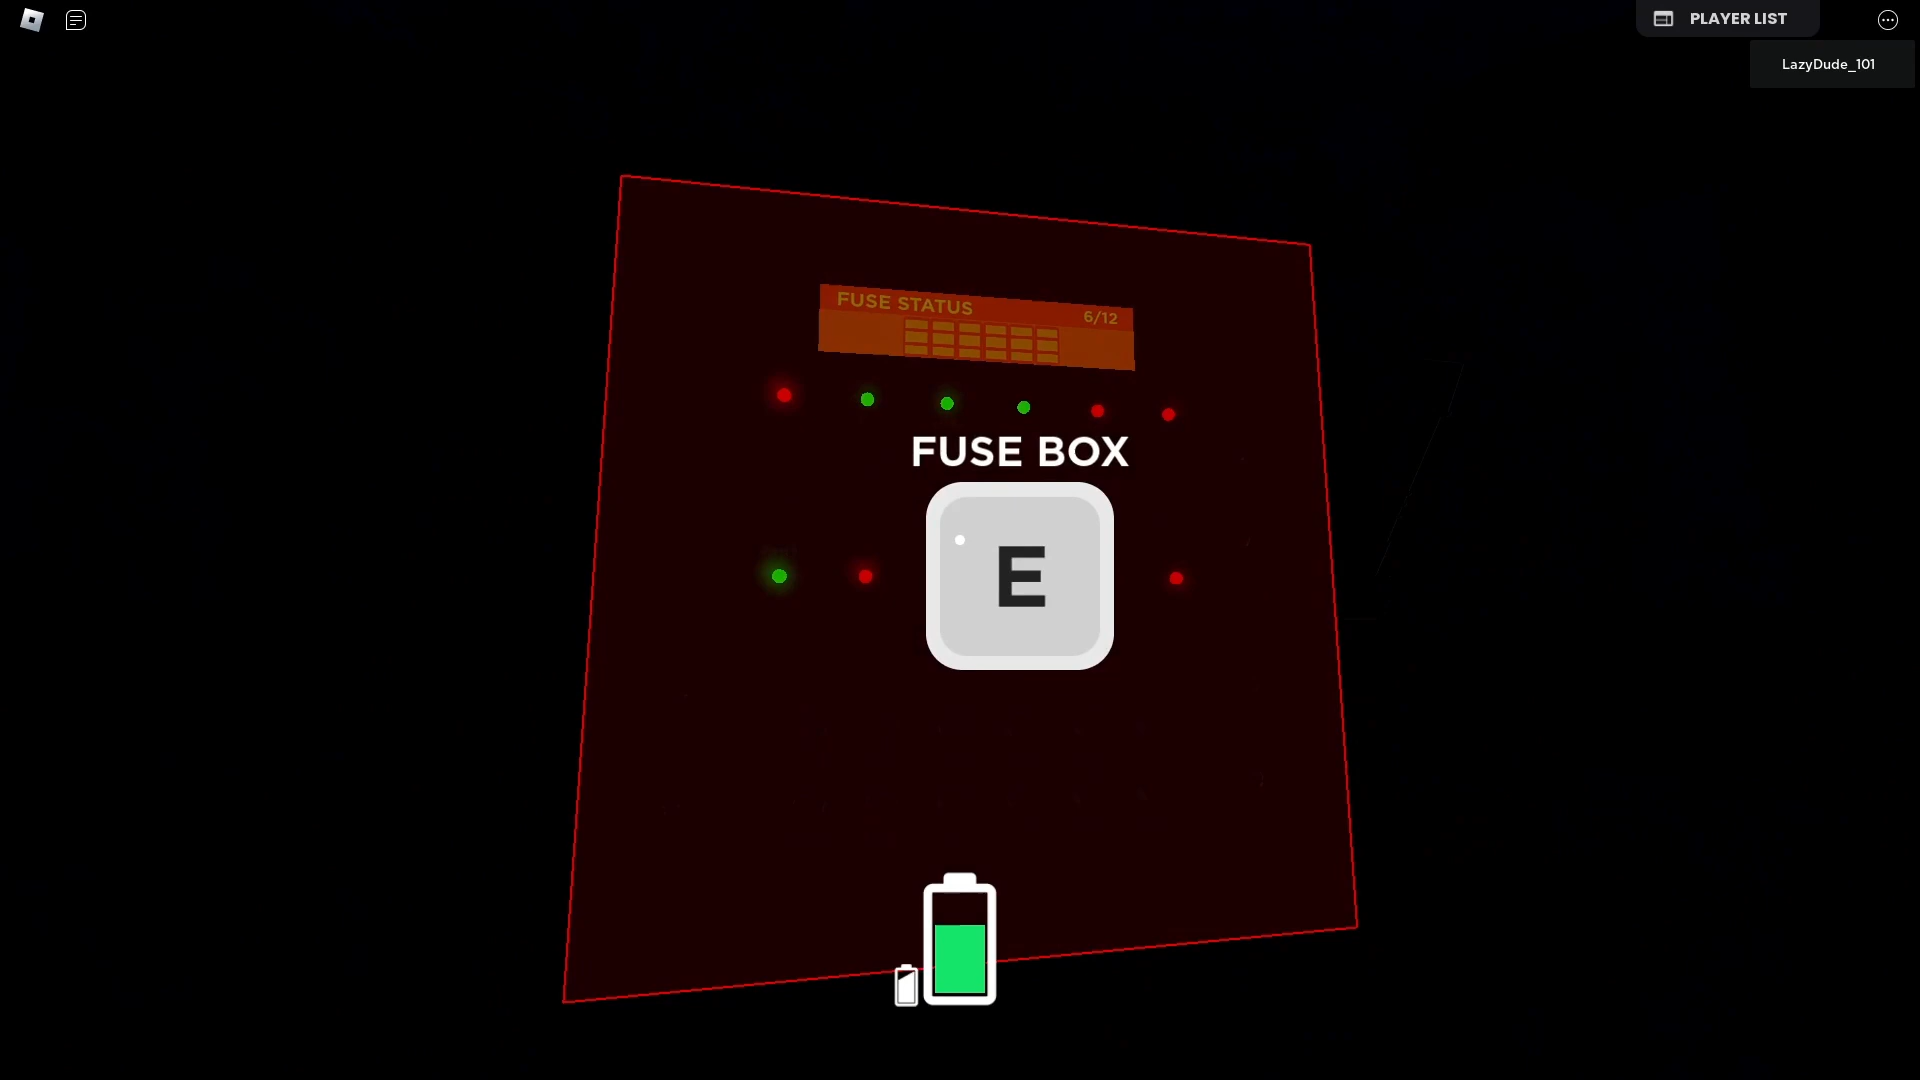 PLAYER LIST
LazyDude_101
FUSE STATUS
6/12
FUSE BOX
E